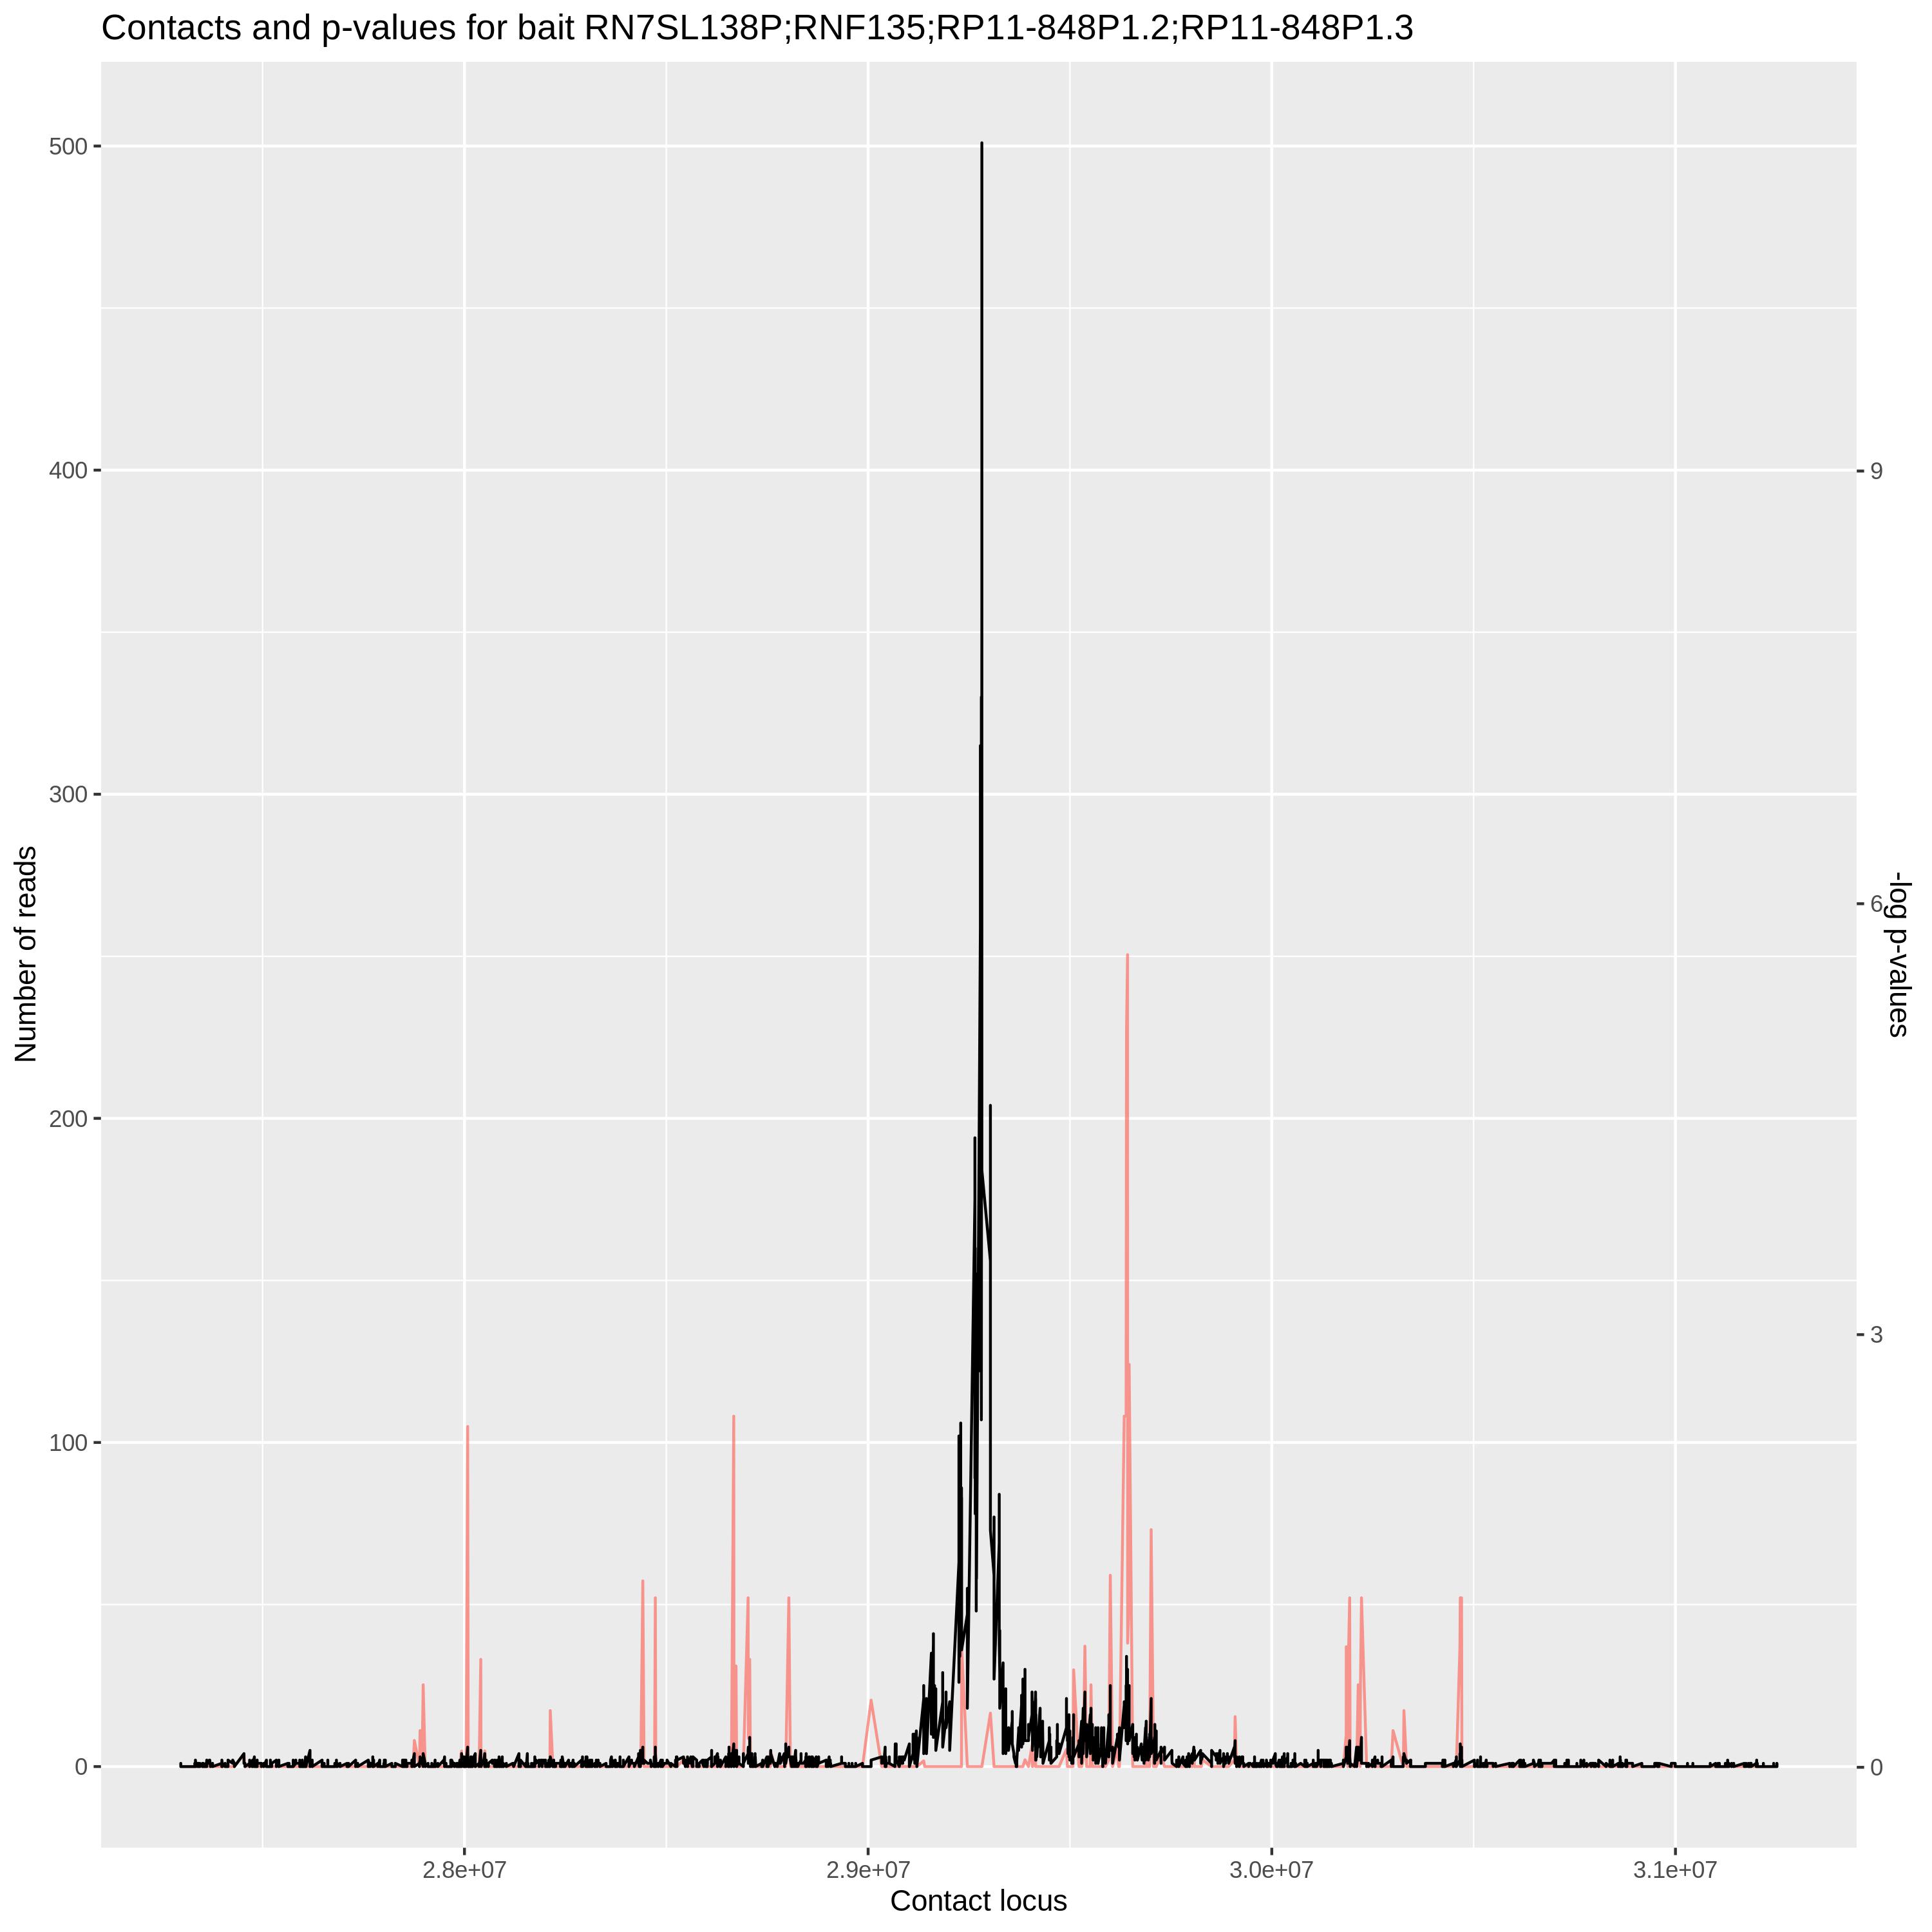 Contacts and p-values for bait RN7SL138P;RNF135;RP11-848P1.2;RP11-848P1.3
500
400
300
200
100
0
Number of reads
9
6
3
0
-log p-values
2.8e+07 2.9e+07 3.0e+07 3.1e+07
Contact locus